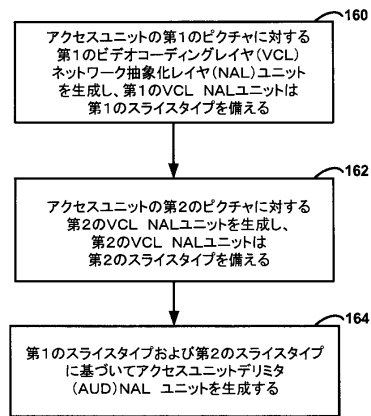 160
アクセスユニットの第1のピクチャに対する
第1のビデオコーディングレイヤ(VCL)
ネットワーク抽象化レイヤ(NAL)ユニット
を生成し、第1のVCL NALユニットは
第1のスライスタイプを備える
162
アクセスユニットの第2のピクチャに対する
第2のVCL NALユニットを生成し、
第2のVCL NALユニットは
第2のスライスタイプを備える
164
第1のスライスタイプおよび第2のスライスタイプ
に基づいてアクセスユニットデリミタ
(AUD)NAL ユニットを生成する